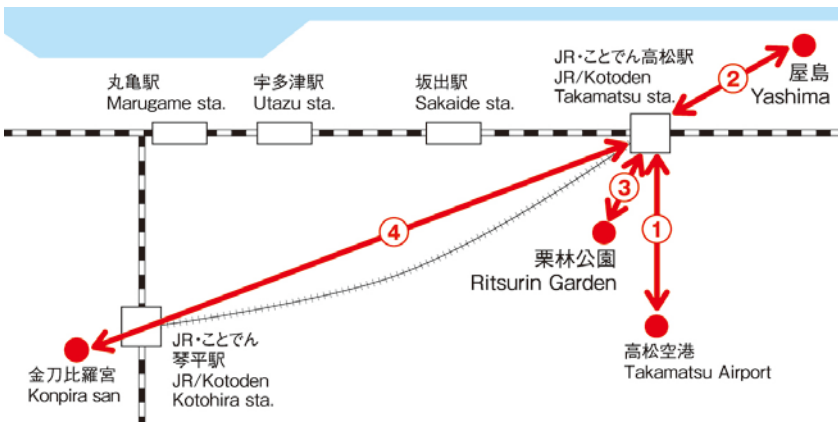 丸亀駅
Marugame sta.
宇多津駅
Utazu sta.
坂出駅
Sakaide sta.
JR・ことでん高松駅
JR/Kotoden
Takamatsu sta.
屋島
Yashima
②
③
①
④
栗林公園
Ritsurin Garden
高松空港
Takamatsu Airport
JR・ことでん
琴平駅
JR/Kotoden
Kotohira sta.
金刀比羅宮
Konpira san